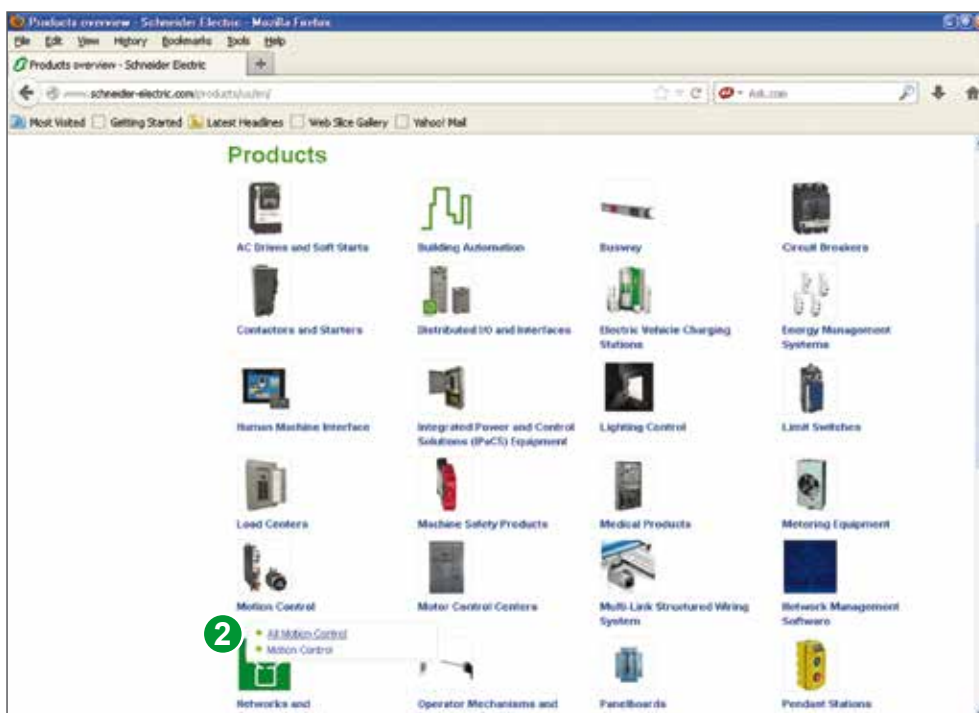 Products overview - Schneider Electric - Mozilla Firefox
File Edit View History Bookmarks Tools Help
Products overview - Schneider Electric +
www.schneider-electric.com/products/us/en/
Ask.com
Most Visited Getting Started Latest Headlines Web Slice Gallery Yahoo! Mail
Products
AC Drives and Soft Starts Building Automation Busway Circuit Breakers
Contactors and Starters Distributed I/O and Interfaces Electric Vehicle Charging Stations Energy Management Systems
Human Machine Interface Integrated Power and Control Solutions (IPaCS) Equipment Lighting Control Limit Switches
Load Centers Machine Safety Products Medical Products Metering Equipment
Motion Control Motor Control Centers Multi-Link Structured Wiring System Network Management Software
2
All Motion Control
Motion Control
Networks and Operator Mechanisms and Panelboards Pendant Stations